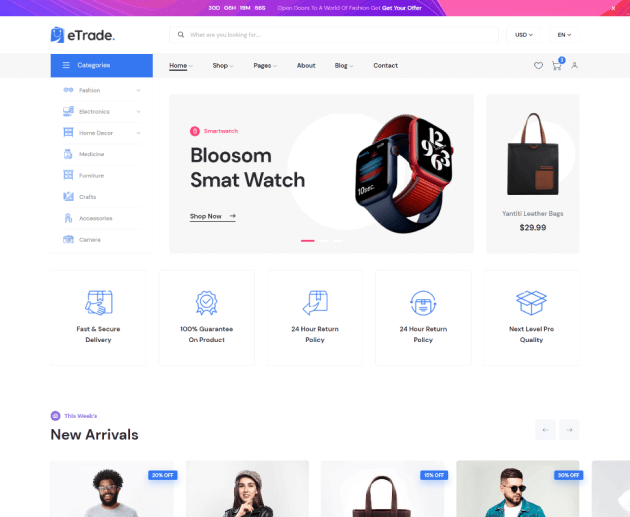 30D 06H 19M 56S Open Doors To A World Of Fashion Get Get Your Offer
eTrade.
What are you looking for...
USD
EN
Categories
Home
Shop
Pages
About
Blog
Contact
3
Fashion
Electronics
Home Decor
Medicine
Furniture
Crafts
Accessories
Camera
Smartwatch
Bloosom
Smat Watch
Shop Now
Yantiti Leather Bags
$29.99
Fast & Secure
Delivery
100% Guarantee
On Product
24 Hour Return
Policy
24 Hour Return
Policy
Next Level Pro
Quality
This Week's
New Arrivals
20% OFF
15% OFF
30% OFF